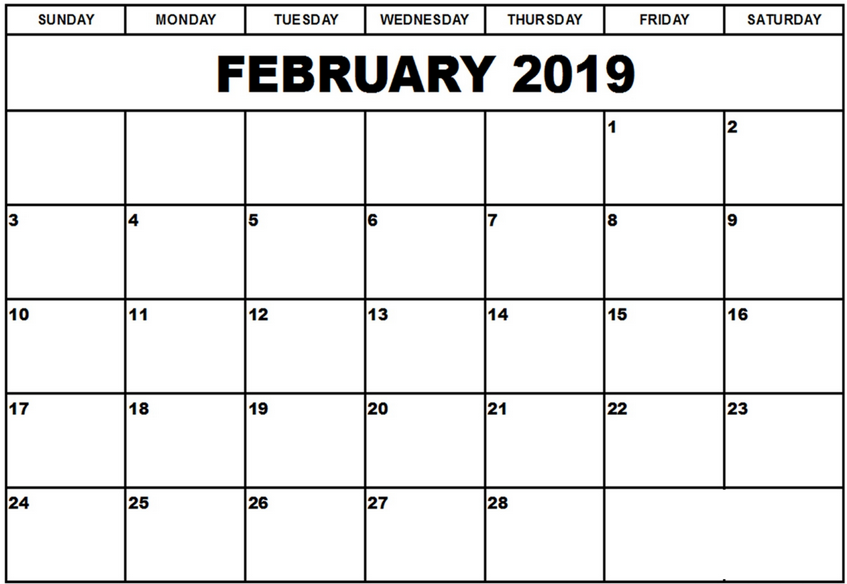 SUNDAY MONDAY TUESDAY WEDNESDAY THURSDAY FRIDAY SATURDAY
FEBRUARY 2019
1 2
3 4 5 6 7 8 9
10 11 12 13 14 15 16
17 18 19 20 21 22 23
24 25 26 27 28